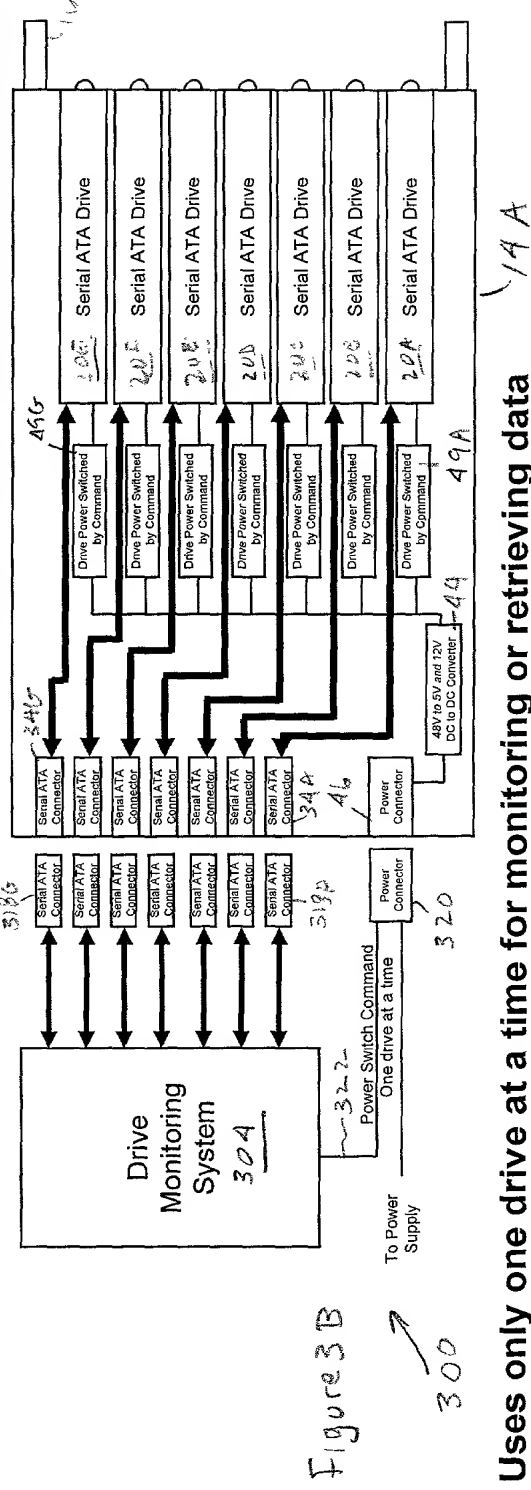 Drive
Monitoring
System
304
318G
Serial ATA
Connector
Serial ATA
Connector
Serial ATA
Connector
Serial ATA
Connector
Serial ATA
Connector
Serial ATA
Connector
Serial ATA
Connector
34G
Serial ATA
Connector
Serial ATA
Connector
Serial ATA
Connector
Serial ATA
Connector
Serial ATA
Connector
Serial ATA
Connector
Serial ATA
Connector
34A
49G
Drive Power Switched
by Command
Drive Power Switched
by Command
Drive Power Switched
by Command
Drive Power Switched
by Command
Drive Power Switched
by Command
Drive Power Switched
by Command
Drive Power Switched
by Command
49A
Serial ATA Drive
Serial ATA Drive
Serial ATA Drive
20D Serial ATA Drive
Serial ATA Drive
Serial ATA Drive
20A Serial ATA Drive
46
Power
Connector
48V to 5V and 12V
DC to DC Converter
44
Power
Connector
320
322
Power Switch Command
One drive at a time
To Power
Supply
14A
Figure 3B
300
Uses only one drive at a time for monitoring or retrieving data